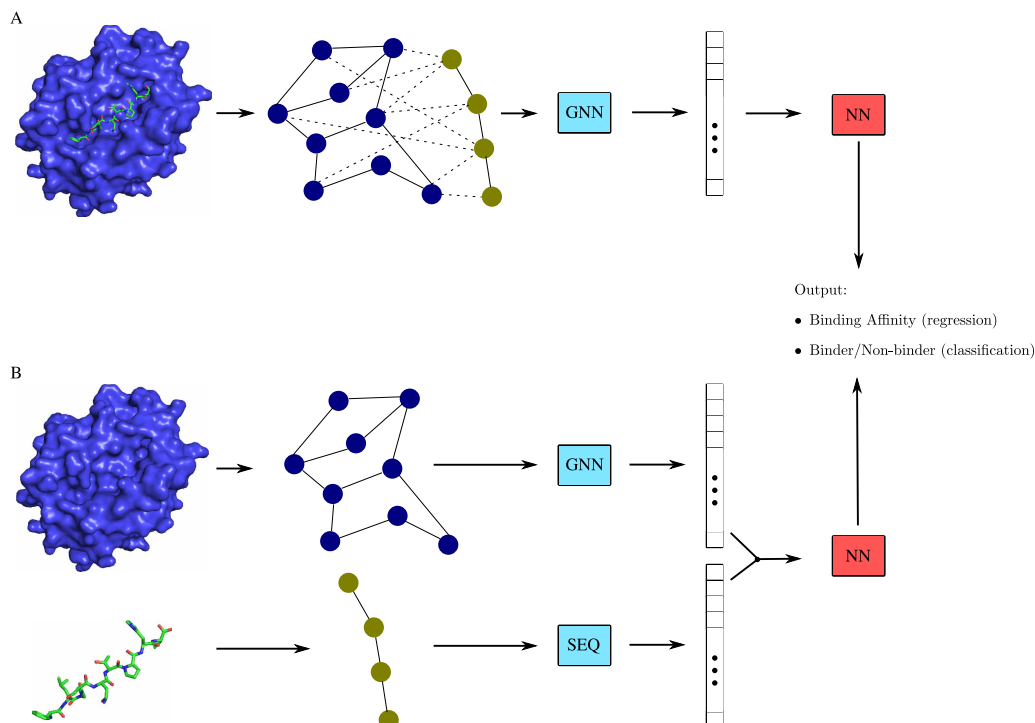 A
GNN
NN
Output:
• Binding Affinity (regression)
• Binder/Non-binder (classification)
B
GNN
NN
SEQ